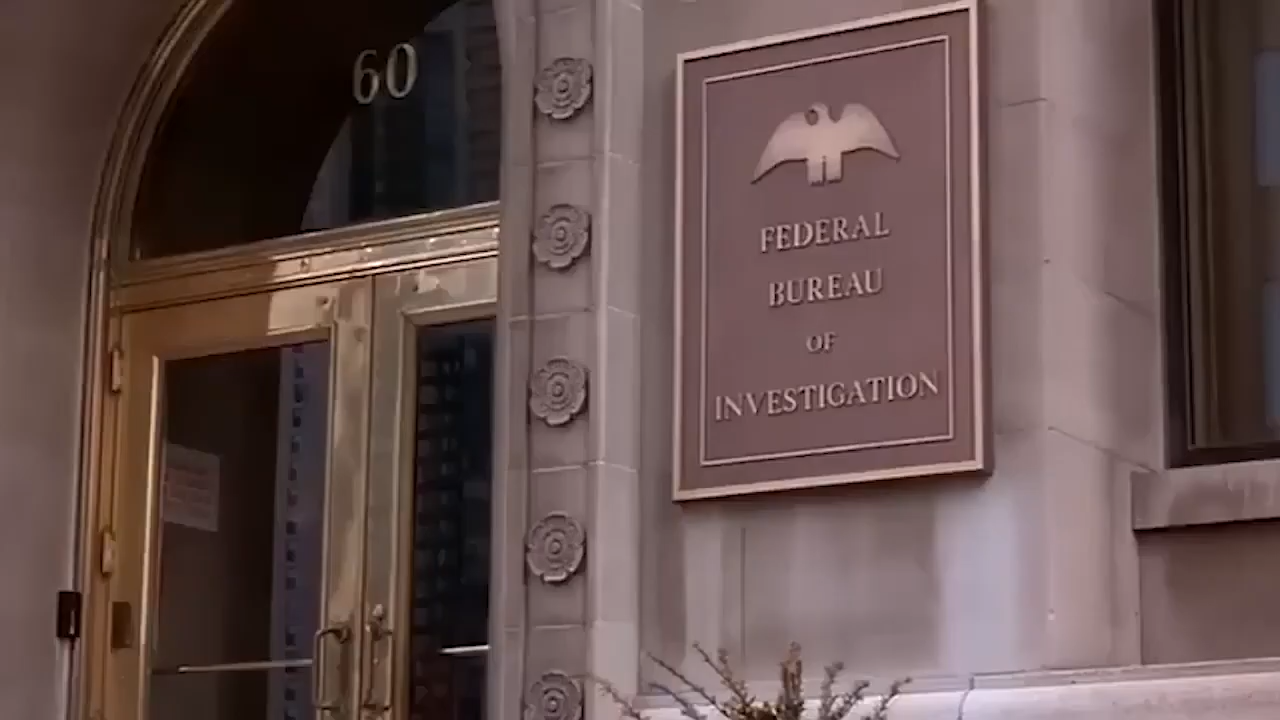 60
FEDERAL
BUREAU
OF
INVESTIGATION